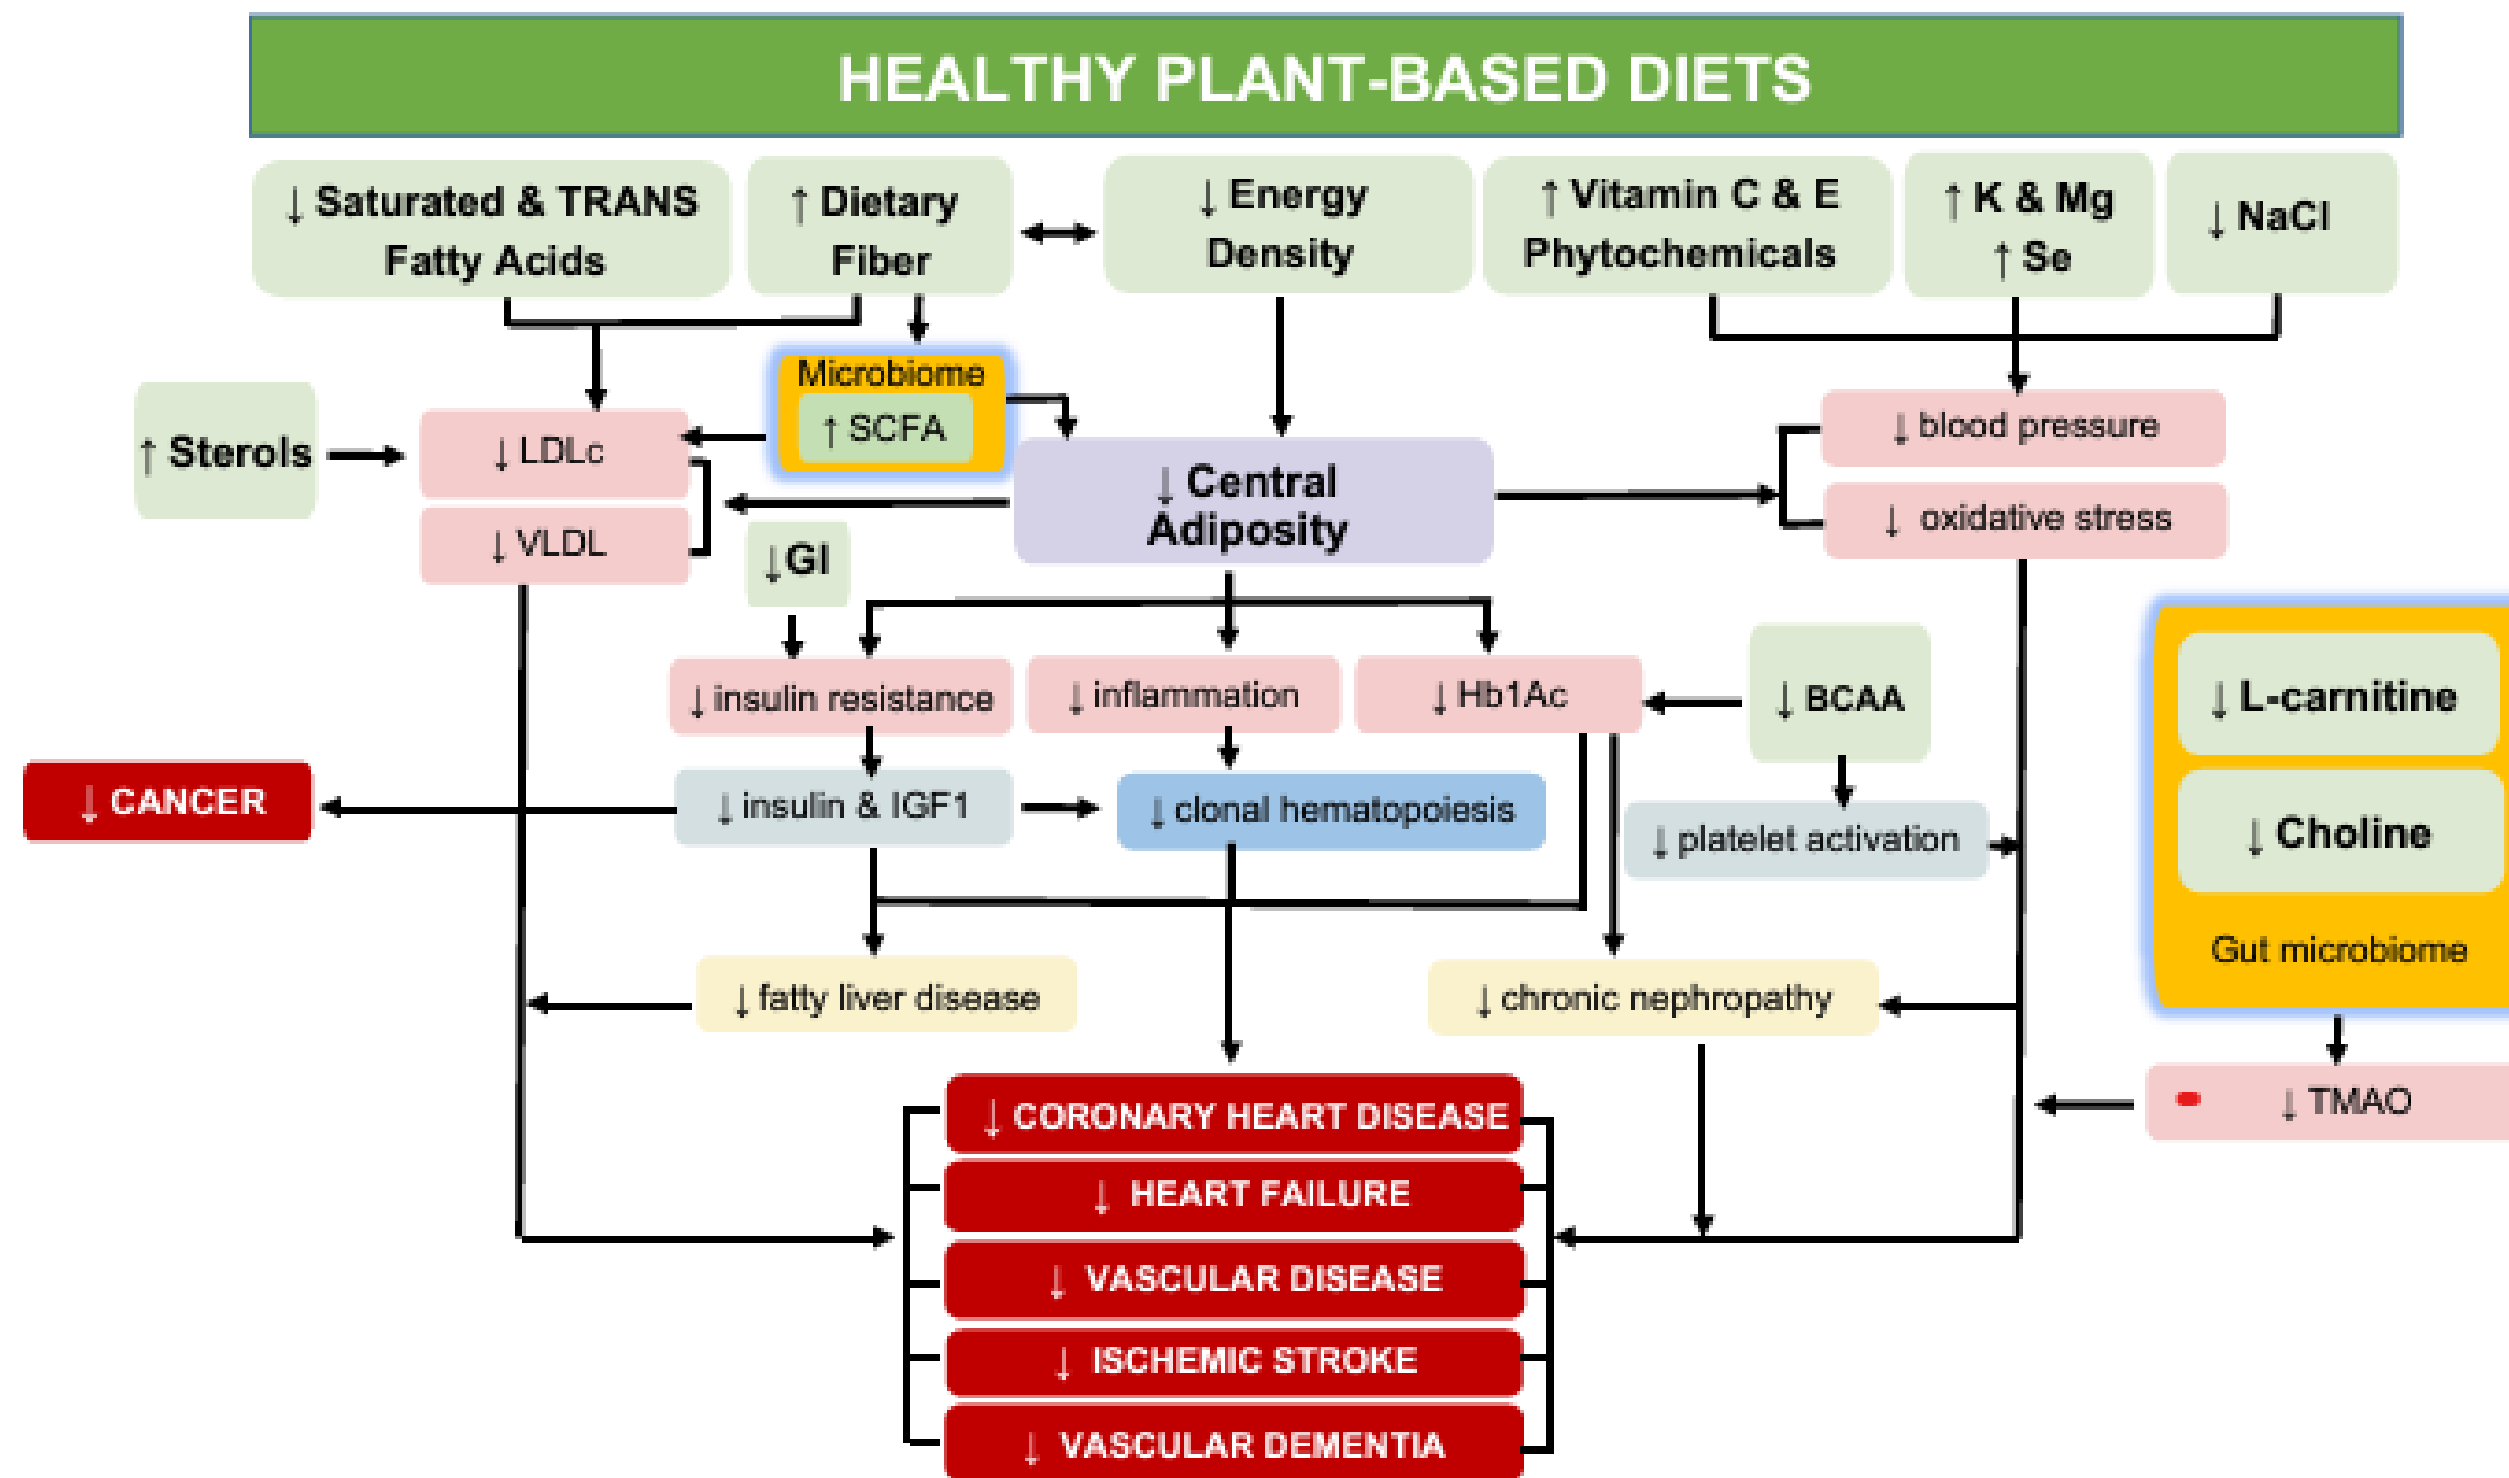 HEALTHY PLANT-BASED DIETS
↓ Saturated & TRANS
Fatty Acids
↑ Dietary
Fiber
↓ Energy
Density
↑ Vitamin C & E
Phytochemicals
↑ K & Mg
↑ Se
↓ NaCl
Microbiome
↑ SCFA
↑ Sterols
↓ LDLc
↓ VLDL
↓ Central
Adiposity
↓ blood pressure
↓ oxidative stress
↓GI
↓ insulin resistance
↓ inflammation
↓ Hb1Ac
↓ BCAA
↓ L-carnitine
↓ Choline
Gut microbiome
↓ CANCER
↓ insulin & IGF1
↓ clonal hematopoiesis
↓ platelet activation
↓ fatty liver disease
↓ chronic nephropathy
↓ TMAO
↓ CORONARY HEART DISEASE
↓ HEART FAILURE
↓ VASCULAR DISEASE
↓ ISCHEMIC STROKE
↓ VASCULAR DEMENTIA